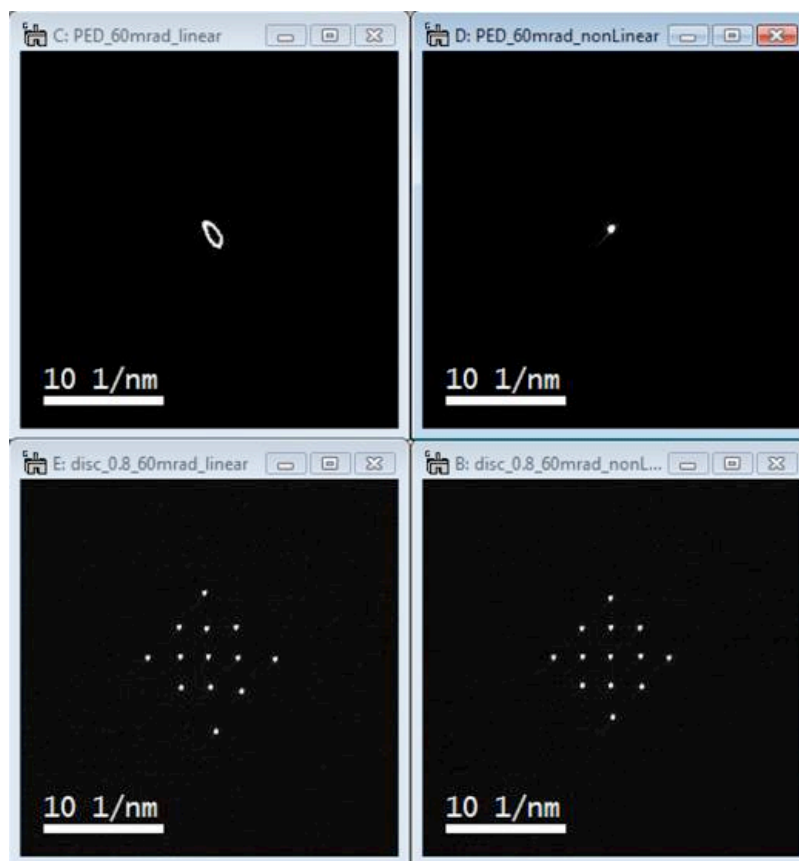 C: PED_60mrad_linear
D: PED_60mrad_nonLinear
10 1/nm
10 1/nm
E: disc_0.8_60mrad_linear
B: disc_0.8_60mrad_nonL...
10 1/nm
10 1/nm